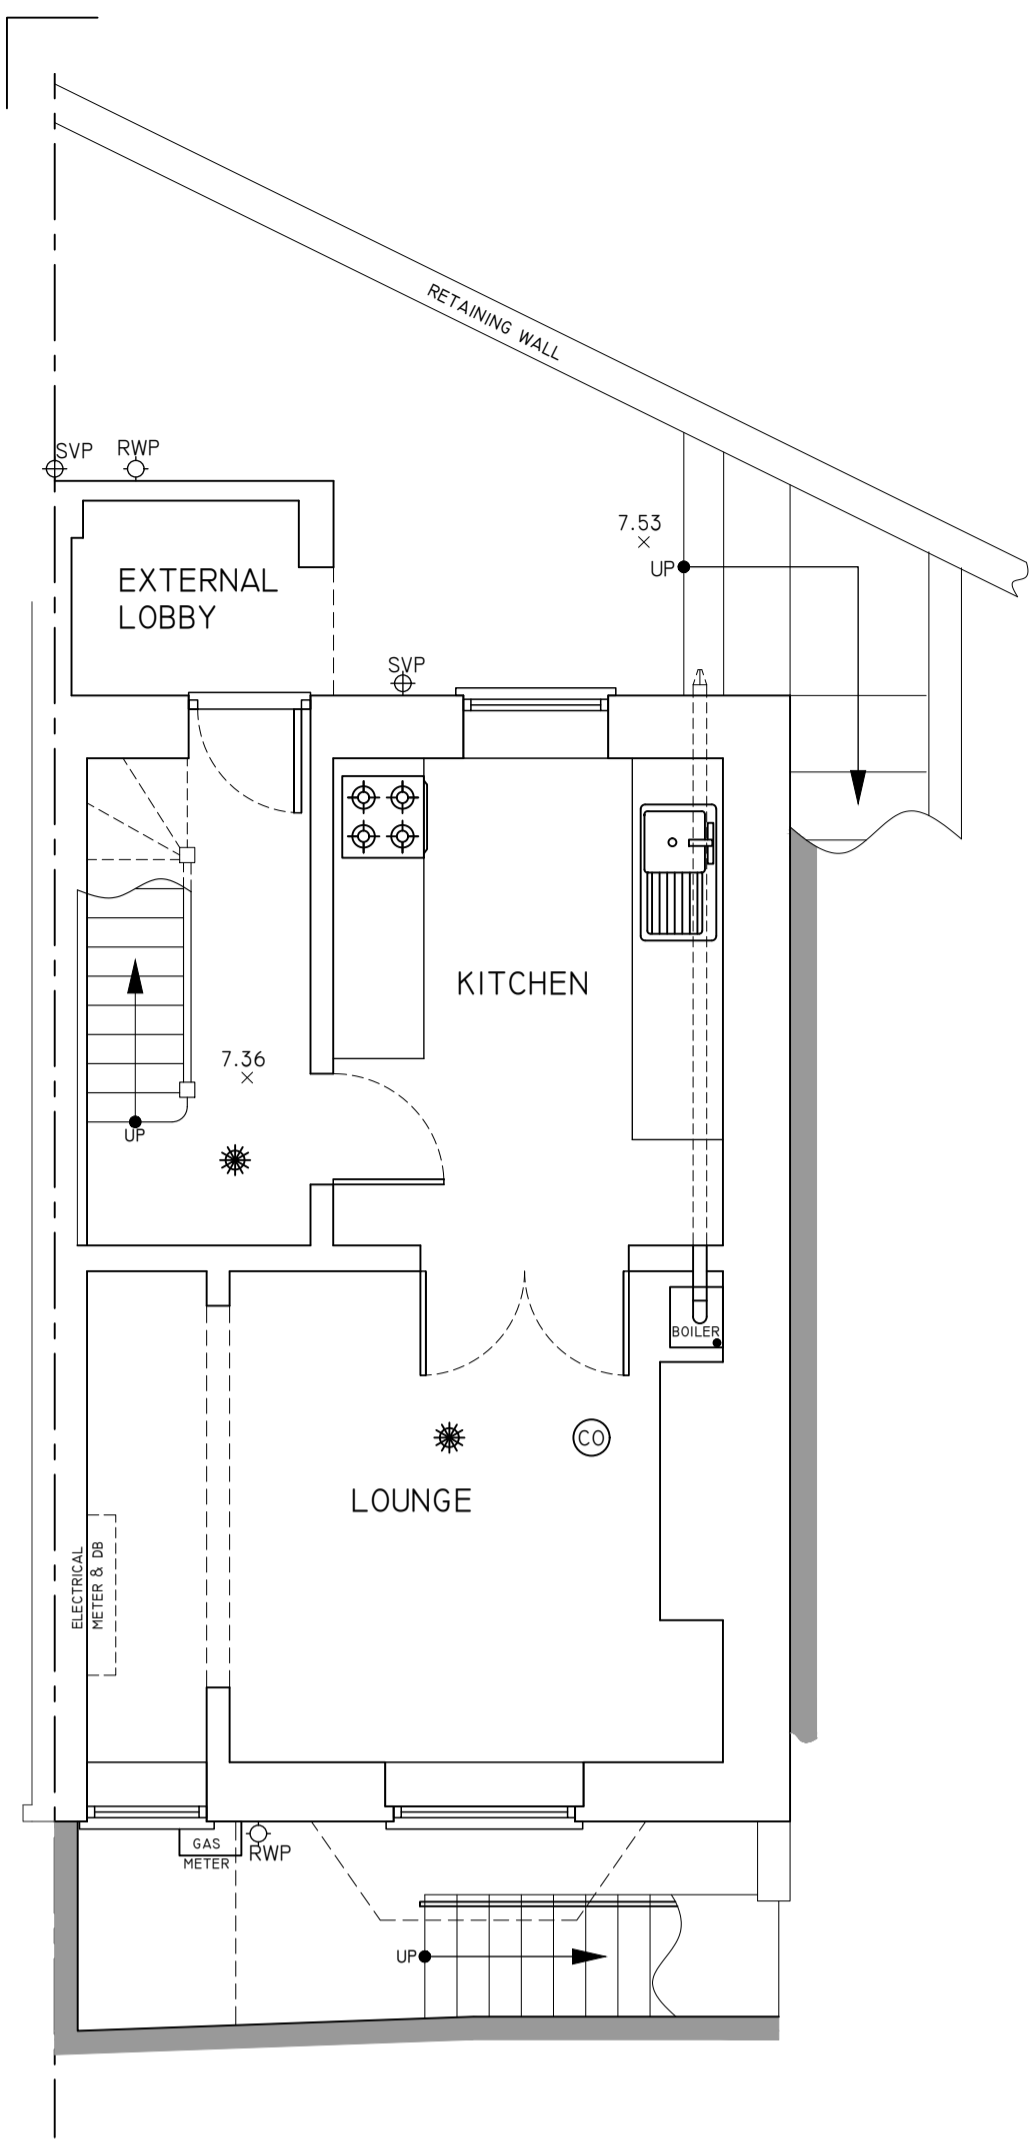 RETAINING WALL
SVP
RWP
7.53
UP
EXTERNAL
LOBBY
SVP
KITCHEN
7.36
UP
BOILER
CO
LOUNGE
ELECTRICAL
METER & DB
GAS
METER
RWP
UP